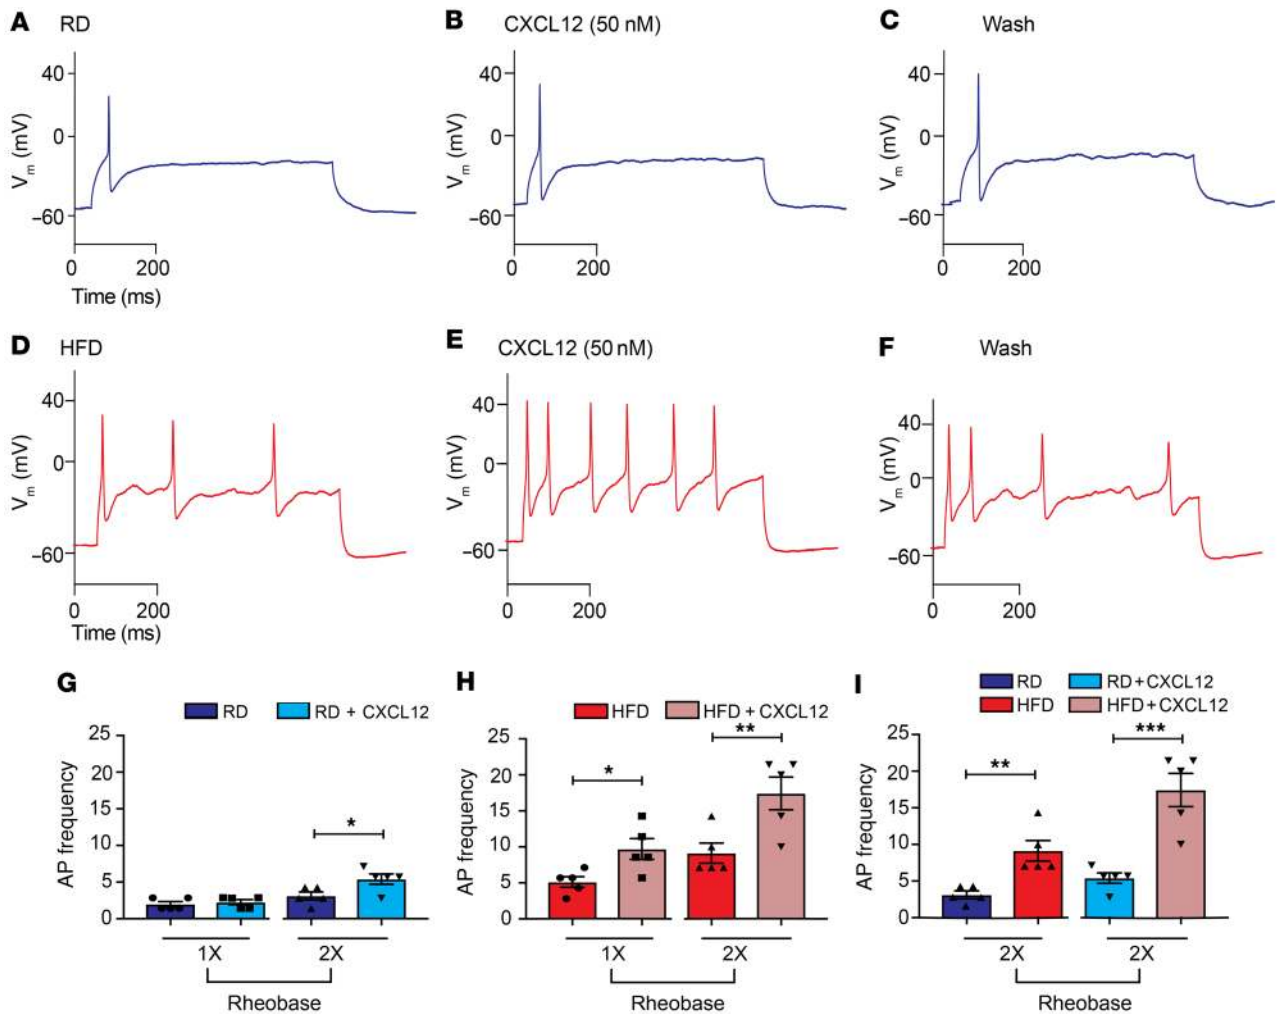 A RD
B CXCL12 (50 nM)
C Wash
40
0
−60
Vm (mV)
0 200
Time (ms)
40
0
−60
Vm (mV)
0 200
40
0
−60
Vm (mV)
0 200
D HFD
E CXCL12 (50 nM)
F Wash
40
0
−60
Vm (mV)
0 200
Time (ms)
40
0
−60
Vm (mV)
0 200
40
0
−60
Vm (mV)
0 200
G
RD RD + CXCL12
AP frequency
25
20
15
10
5
0
*
1X 2X
Rheobase
H
HFD HFD + CXCL12
AP frequency
25
20
15
10
5
0
* **
1X 2X
Rheobase
I
RD RD+CXCL12
HFD HFD+CXCL12
AP frequency
25
20
15
10
5
0
** ***
2X 2X
Rheobase